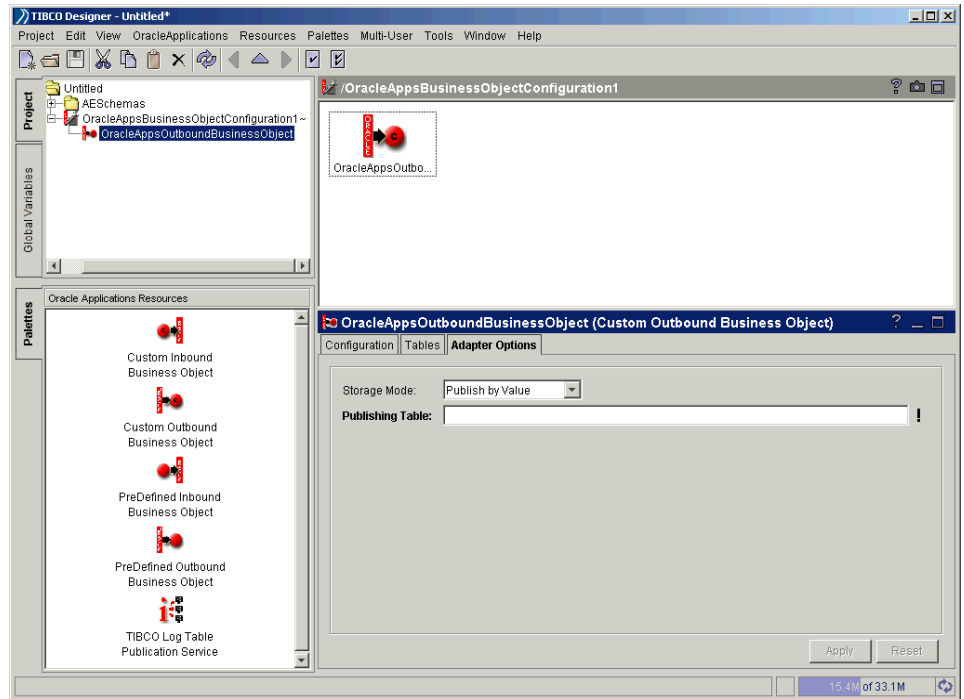 TIBCO Designer - Untitled*
Project Edit View OracleApplications Resources Palettes Multi-User Tools Window Help
Project
Global Variables
Untitled
AESchemas
OracleAppsBusinessObjectConfiguration1~
OracleAppsOutboundBusinessObject
/OracleAppsBusinessObjectConfiguration1
ORACLE
c
OracleAppsOutbo...
Palettes
Oracle Applications Resources
Custom Inbound
Business Object
Custom Outbound
Business Object
PreDefined Inbound
Business Object
PreDefined Outbound
Business Object
TIBCO Log Table
Publication Service
OracleAppsOutboundBusinessObject (Custom Outbound Business Object)
Configuration Tables Adapter Options
Storage Mode: Publish by Value
Publishing Table: !
Apply Reset
15.4M of 33.1M